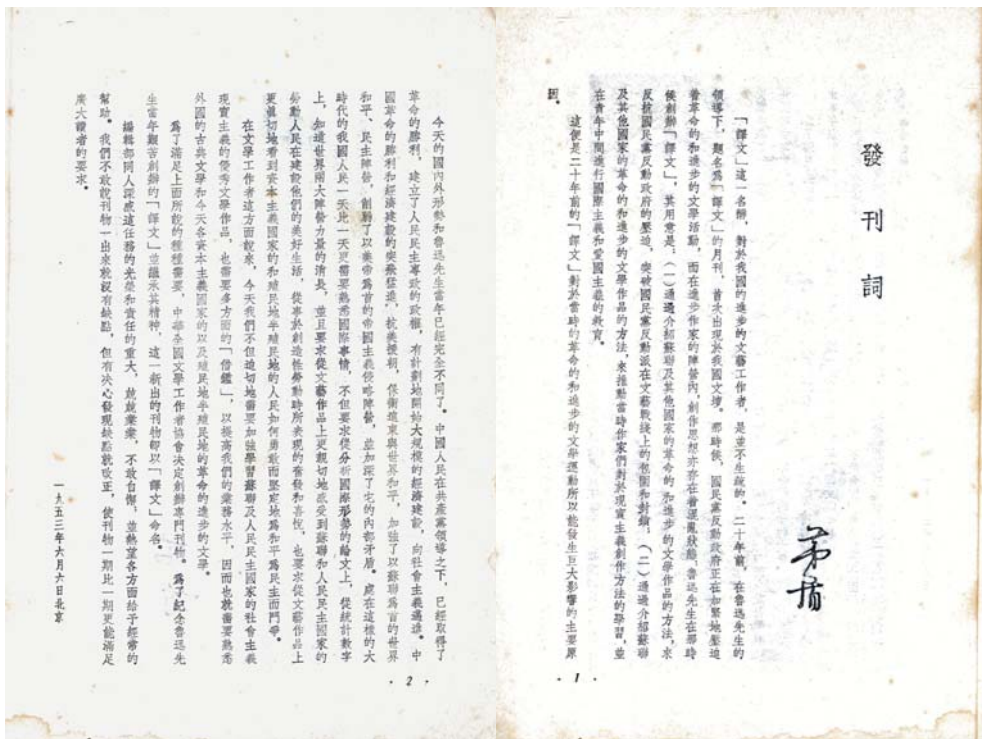 發刊詞
茅盾
「譯文」這一名辭，對於我國的進步的文藝工作者，是並不生疏的。二十年前，在魯迅先生的
領導下，題名爲「譯文」的月刊，首次出現於我國文壇。那時侯，國民黨反動政府正在加緊地壓迫
着革命的和進步的文學活動，而在進步作家的陣營內，創作思想亦存在着混亂狀態。魯迅先生在那時
候創辦「譯文」，其用意是：（一）通過介紹蘇聯及其他國家的革命的和進步的文學作品的方法，來
反抗國民黨反動政府的壓迫，突破國民黨反動派在文藝戰綫上的包圍和封鎖；（二）通過介紹蘇聯
及其他國家的革命的和進步的文學作品的方法，來推動當時作家們對於現實主義創作方法的學習，並
在青年中間進行國際主義和愛國主義的教育。
這便是二十年前的「譯文」對於當時的革命的和進步的文學運動所以能發生巨大影響的主要原
因。
· 1 ·
今天的國內外形勢和魯迅先生當年已經完全不同了。中國人民在共產黨領導之下，已經取得了
革命的勝利，建立了人民民主專政的政權，有計劃地開始大規模的經濟建設，向社會主義邁進。中
國革命的勝利和經濟建設的突飛猛進，抗美援朝，保衛遠東與世界和平，加強了以蘇聯爲首的世界
和平、民主陣營，削弱了以美帝爲首的帝國主義侵略陣營，並加深了它的內部矛盾。處在這樣的大
時代的我國人民一天比一天更需要熟悉國際事情，不但要求從分析國際形勢的論文上，從統計數字
上，知道世界兩大陣營力量的消長，並且要求從文藝作品上更親切地感受到蘇聯和人民民主國家的
勞動人民在建設他們的美好生活，從事於創造性勞動時所表現的奮發和喜悅，也要求從文藝作品上
更眞切地看到資本主義國家的和殖民地半殖民地的人民如何勇敢而堅定地爲和平爲民主而鬥爭。
在文學工作者這方面說來，今天我們不但迫切地需要加強學習蘇聯及人民民主國家的社會主義
現實主義的優秀文學作品，也需要多方面的「借鑑」，以提高我們的業務水平，因而也就需要熟悉
外國的古典文學和今天各資本主義國家的以及殖民地半殖民地的革命的進步的文學。
爲了滿足上面所說的種種需要，中華全國文學工作者協會決定創辦專門刊物。爲了紀念魯迅先
生當年艱苦創辦的「譯文」並繼承其精神，這一新出的刊物卽以「譯文」命名。
編輯部同人深感這任務的光榮和責任的重大，兢兢業業，不敢自懈，並熱望各方面給予經常的
幫助。我們不敢說刊物一出來就沒有缺點，但有決心發現缺點就改正，使刊物一期比一期更能滿足
廣大讀者的要求。
一九五三年六月六日北京
· 2 ·